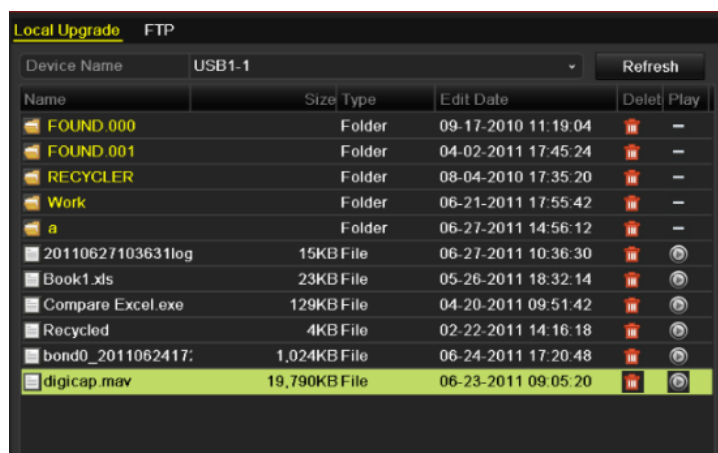 Local Upgrade FTP
Device Name USB1-1 Refresh
Name Size Type Edit Date Delet Play
FOUND.000 Folder 09-17-2010 11:19:04 –
FOUND.001 Folder 04-02-2011 17:45:24 –
RECYCLER Folder 08-04-2010 17:35:20 –
Work Folder 06-21-2011 17:55:42 –
a Folder 06-27-2011 14:56:12 –
20110627103631log 15KB File 06-27-2011 10:36:30
Book1.xls 23KB File 05-26-2011 18:32:14
Compare Excel.exe 129KB File 04-20-2011 09:51:42
Recycled 4KB File 02-22-2011 14:16:18
bond0_2011062417: 1,024KB File 06-24-2011 17:20:48
digicap.mav 19,790KB File 06-23-2011 09:05:20